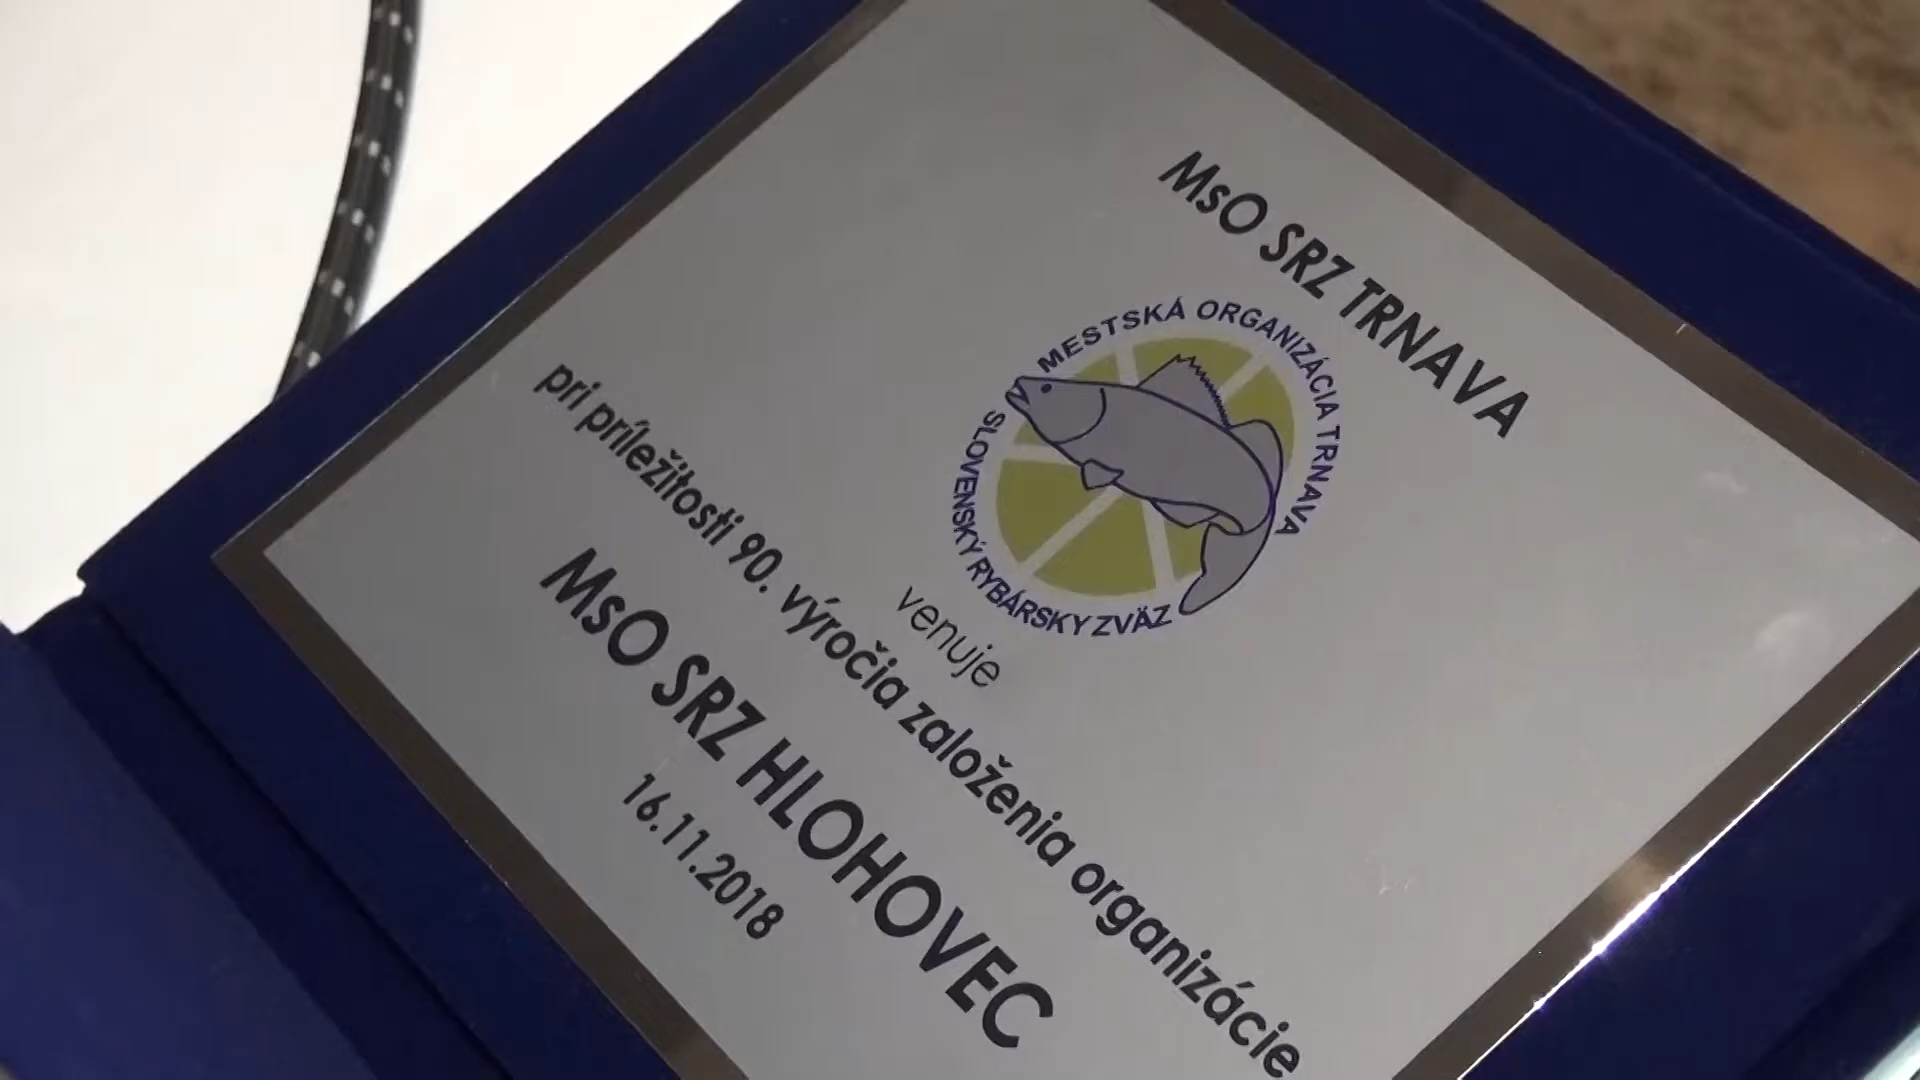 MsO SRZ TRNAVA
MESTSKÁ ORGANIZÁCIA TRNAVA
SLOVENSKÝ RYBÁRSKY ZVÄZ
venuje
pri príležitosti 90. výročia založenia organizácie
MsO SRZ HLOHOVEC
16.11.2018